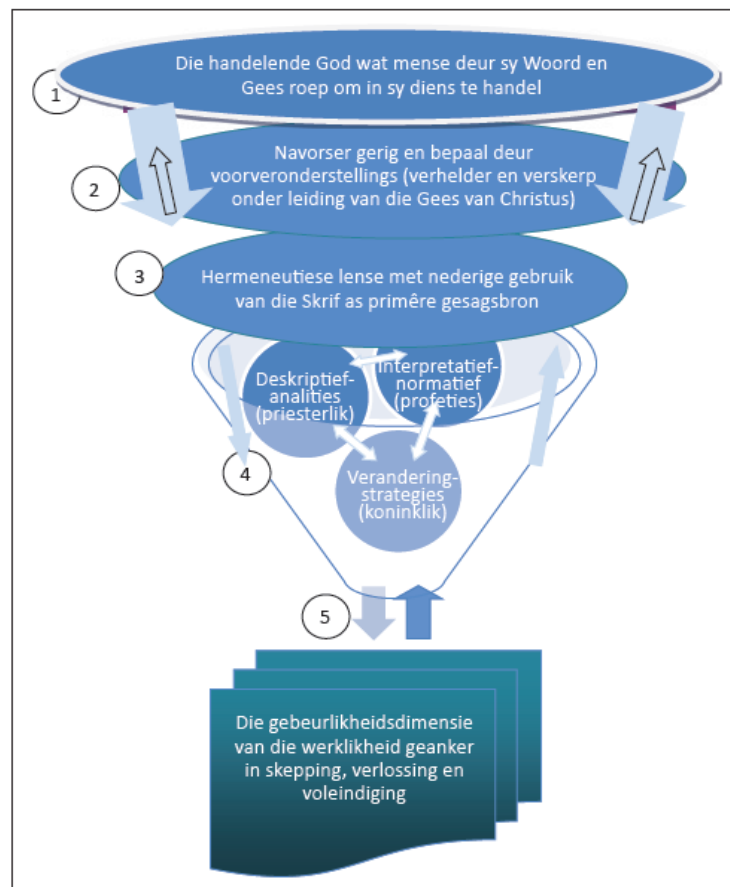 Die handelende God wat mense deur sy Woord en
Gees roep om in sy diens te handel
1
Navorser gerig en bepaal deur
voorveronderstellings (verhelder en verskerp
onder leiding van die Gees van Christus)
2
3
Hermeneutiese lense met nederige gebruik
van die Skrif as primêre gesagsbron
Deskriptief-
analities
(priesterlik)
Interpretatief-
normatief
(profeties)
4
Verandering-
strategies
(koninklik)
5
Die gebeurlikheidsdimensie
van die werklikheid geanker
in skepping, verlossing en
voleindiging